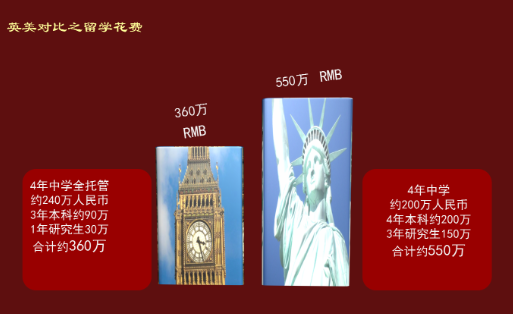 英美对比之留学花费
360万
RMB
550万 RMB
4年中学全托管
约240万人民币
3年本科约90万
1年研究生30万
合计约360万
4年中学
约200万人民币
4年本科约200万
3年研究生150万
合计约550万